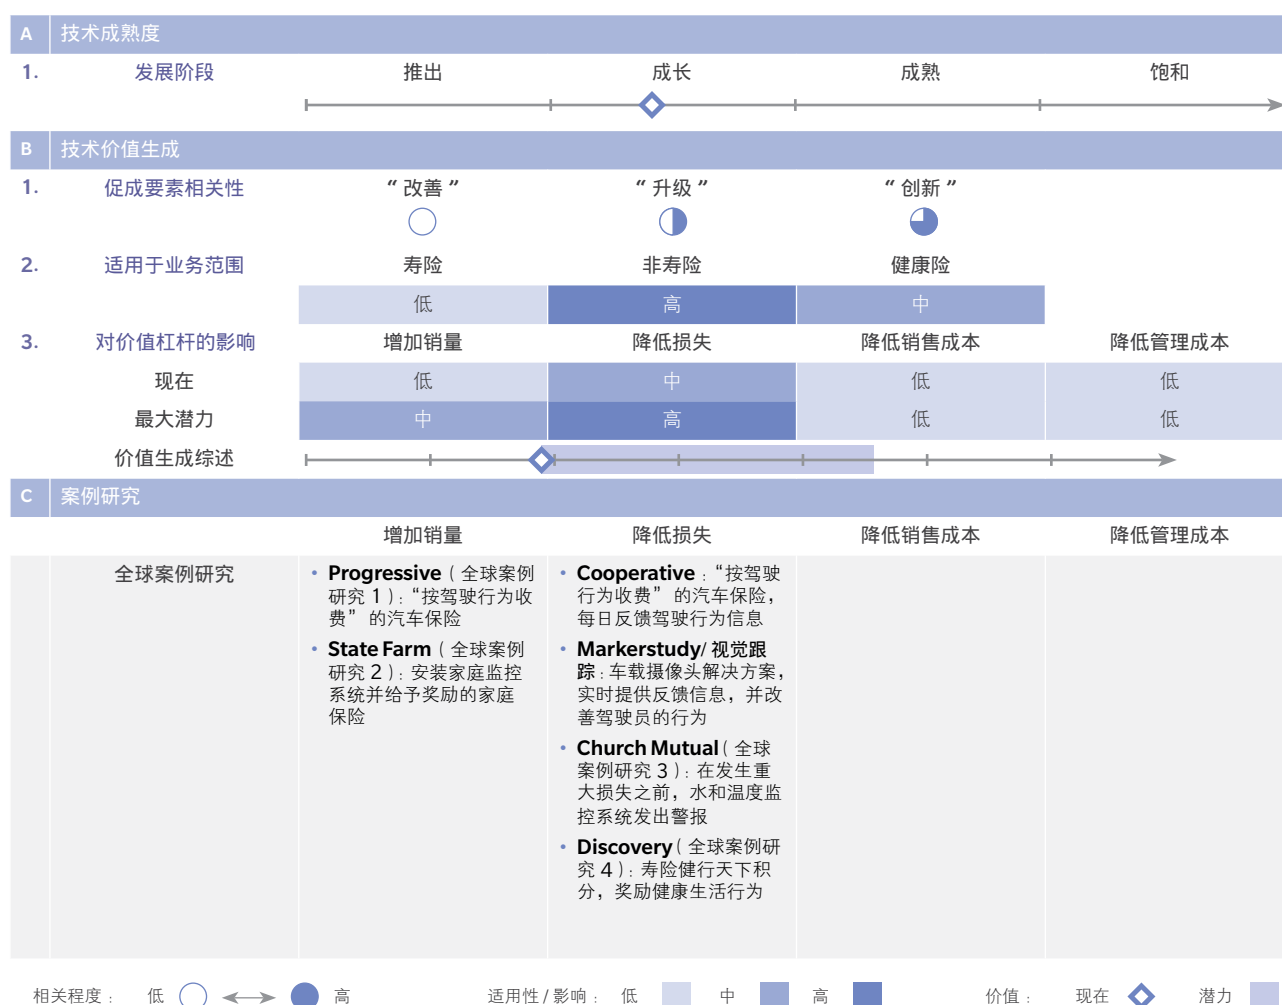 A 技术成熟度
1. 发展阶段 推出 成长 成熟 饱和
B 技术价值生成
1. 促成要素相关性 “改善” “升级” “创新”
2. 适用于业务范围 寿险 非寿险 健康险
低 高 中
3. 对价值杠杆的影响 增加销量 降低损失 降低销售成本 降低管理成本
现在 低 中 低 低
最大潜力 中 高 低 低
价值生成综述
C 案例研究
增加销量 降低损失 降低销售成本 降低管理成本
全球案例研究
• Progressive（全球案例
研究 1）：“按驾驶行为收
费”的汽车保险
• State Farm（全球案例
研究 2）：安装家庭监控
系统并给予奖励的家庭
保险
• Cooperative：“按驾驶
行为收费”的汽车保险，
每日反馈驾驶行为信息
• Markerstudy/ 视觉跟
踪：车载摄像头解决方案，
实时提供反馈信息，并改
善驾驶员的行为
• Church Mutual（全球
案例研究 3）：在发生重
大损失之前，水和温度监
控系统发出警报
• Discovery（全球案例研
究 4）：寿险健行天下积
分，奖励健康生活行为
相关程度： 低 高 适用性 / 影响： 低 中 高 价值： 现在 潜力